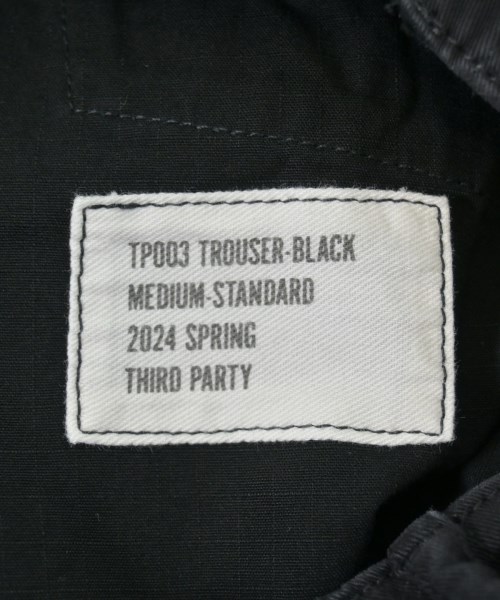 TP003 TROUSER-BLACK
MEDIUM-STANDARD
2024 SPRING
THIRD PARTY